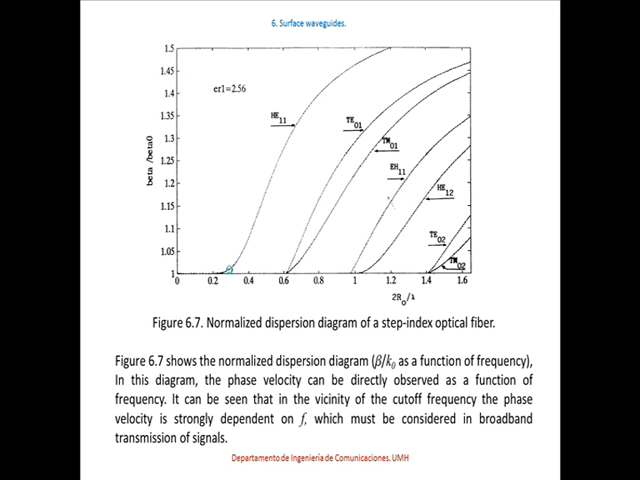 6. Surface waveguides.
1.5
1.45
1.4
1.35
1.3
1.25
1.2
1.15
1.1
1.05
1
er1=2.56
HE11
TE01
TM01
EH11
HE12
TE02
TM02
beta /beta0
0 0.2 0.4 0.6 0.8 1 1.2 1.4 1.6
2Ro/λ
Figure 6.7. Normalized dispersion diagram of a step-index optical fiber.
Figure 6.7 shows the normalized dispersion diagram (β/k0 as a function of frequency),
In this diagram, the phase velocity can be directly observed as a function of
frequency. It can be seen that in the vicinity of the cutoff frequency the phase
velocity is strongly dependent on f, which must be considered in broadband
transmission of signals.
Departamento de Ingeniería de Comunicaciones. UMH